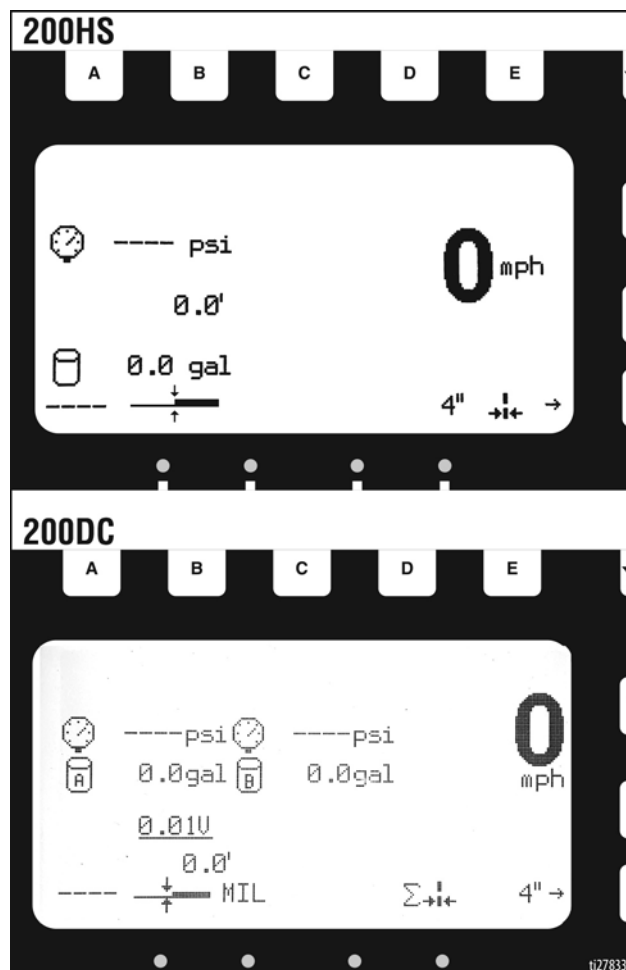 200HS
A B C D E
---- psi
0 mph
0.0'
0.0 gal
---- 4" →
200DC
A B C D E
----psi ----psi
0
A 0.0gal B 0.0gal mph
0.01V
0.0'
---- MIL Σ 4" →
ti27833